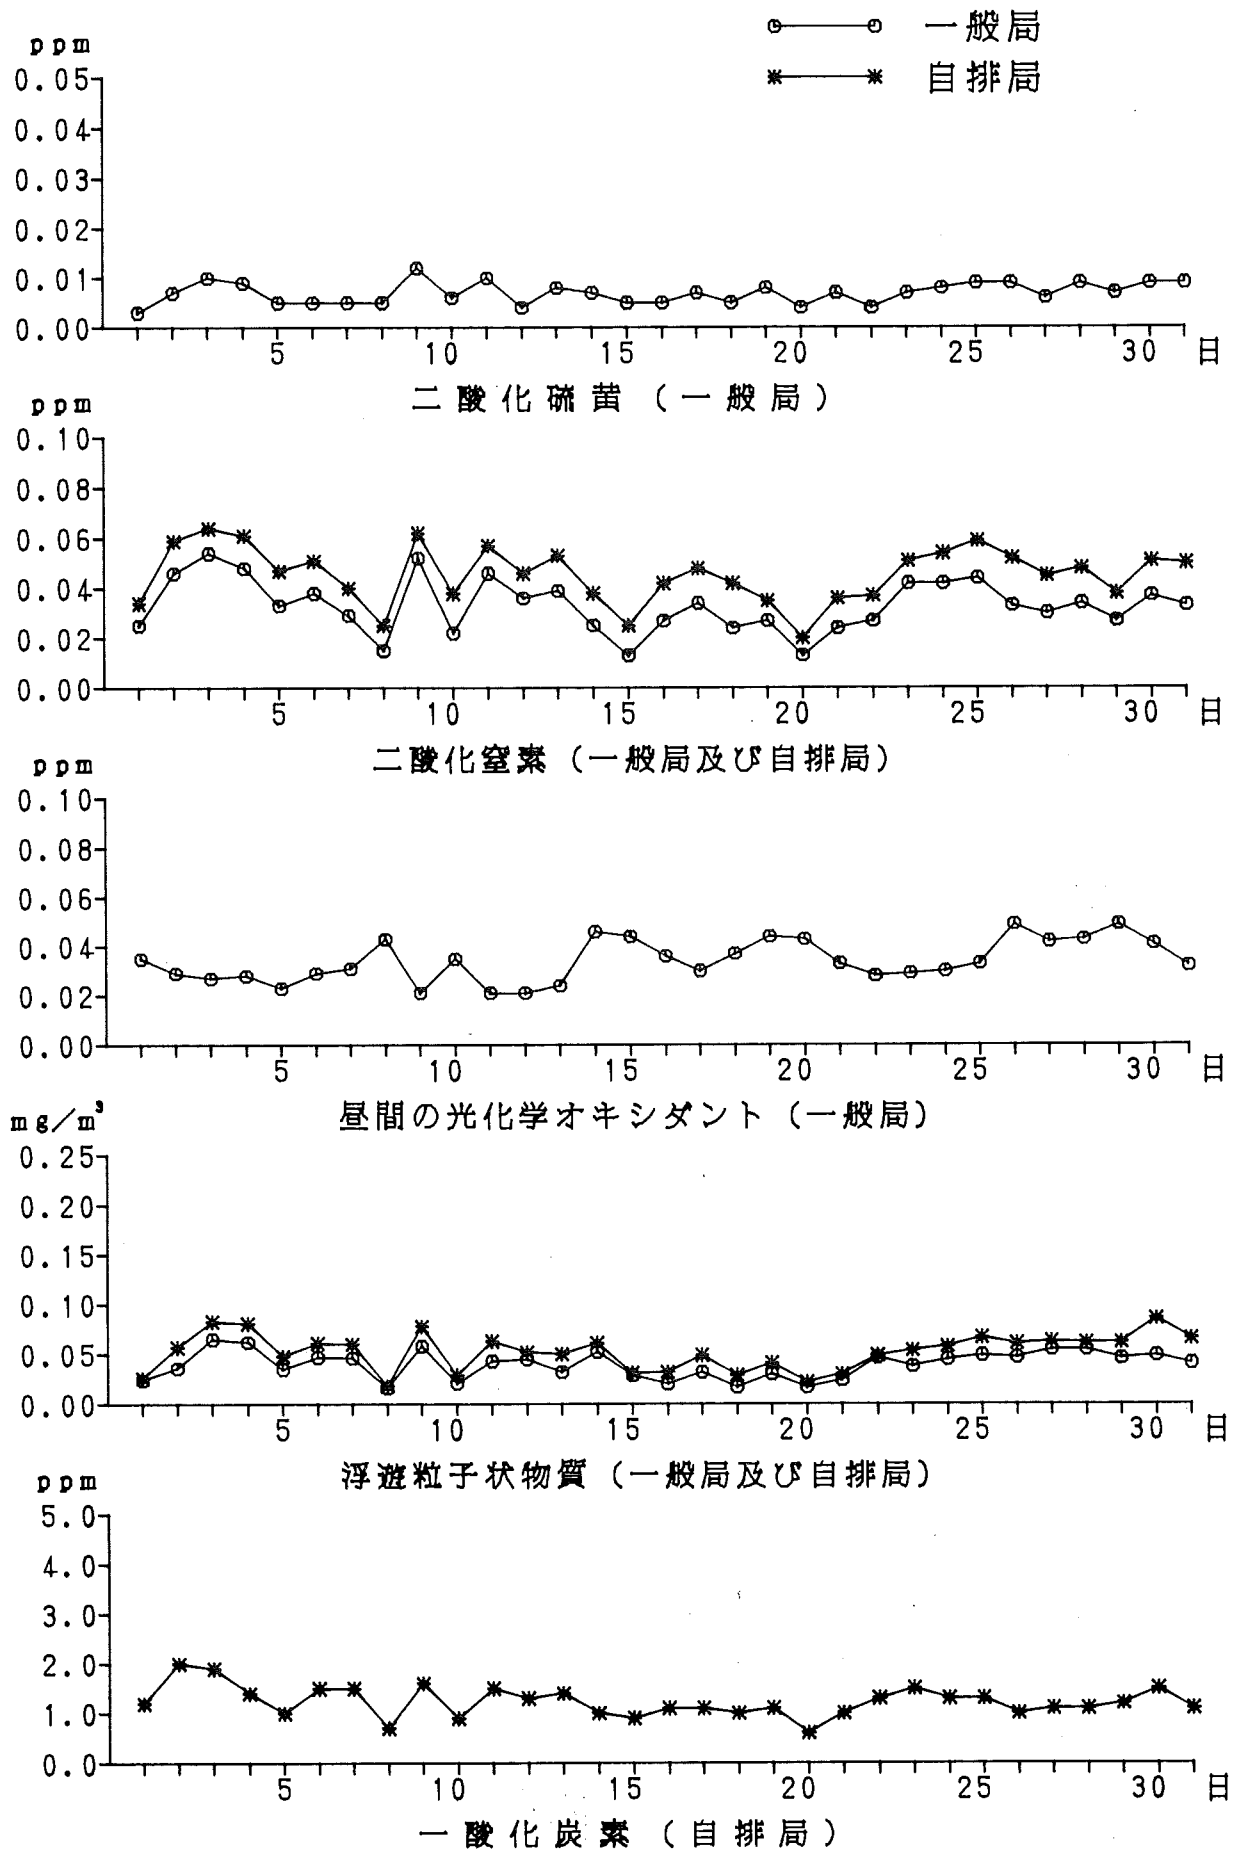 一般局
自排局
ppm
0.05
0.04
0.03
0.02
0.01
0.00
5 10 15 20 25 30 日
二酸化硫黄（一般局）
ppm
0.10
0.08
0.06
0.04
0.02
0.00
5 10 15 20 25 30 日
二酸化窒素（一般局及び自排局）
ppm
0.10
0.08
0.06
0.04
0.02
0.00
5 10 15 20 25 30 日
昼間の光化学オキシダント（一般局）
mg/m³
0.25
0.20
0.15
0.10
0.05
0.00
5 10 15 20 25 30 日
浮遊粒子状物質（一般局及び自排局）
ppm
5.0
4.0
3.0
2.0
1.0
0.0
5 10 15 20 25 30 日
一酸化炭素（自排局）